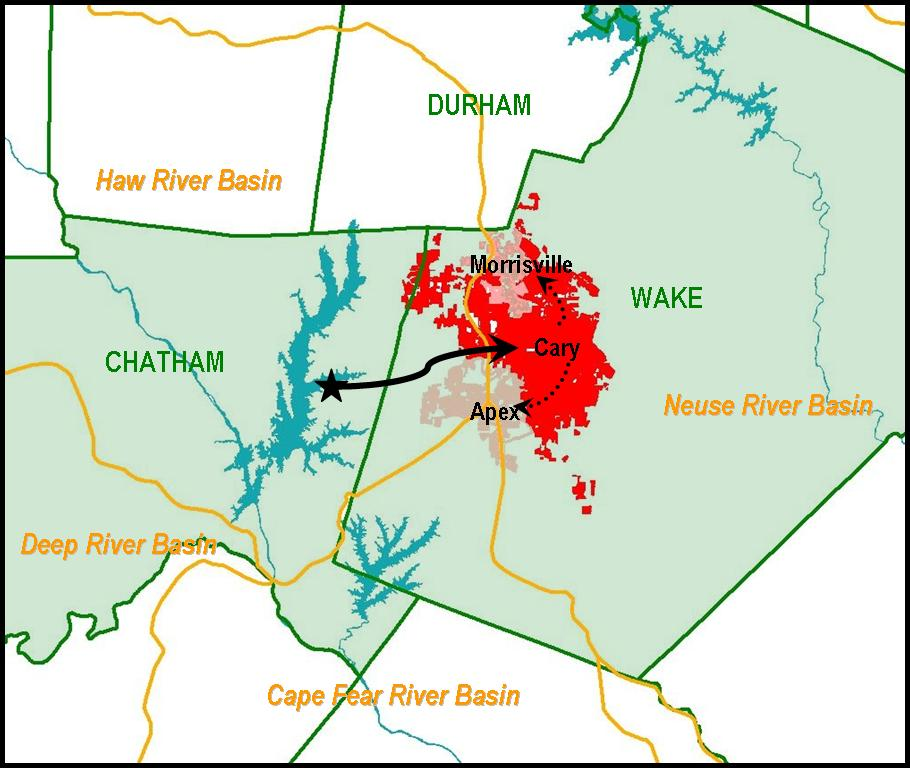 DURHAM
Haw River Basin
Morrisville
WAKE
Cary
CHATHAM
Apex
Neuse River Basin
Deep River Basin
Cape Fear River Basin